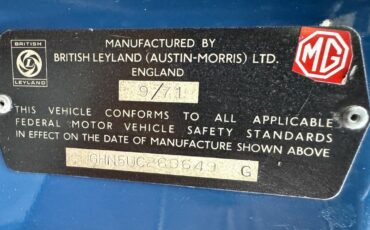 BRITISH
LEYLAND
MG
MANUFACTURED BY
BRITISH LEYLAND (AUSTIN-MORRIS) LTD.
ENGLAND
9/71
THIS VEHICLE CONFORMS TO ALL APPLICABLE
FEDERAL MOTOR VEHICLE SAFETY STANDARDS
IN EFFECT ON THE DATE OF MANUFACTURE SHOWN ABOVE
G